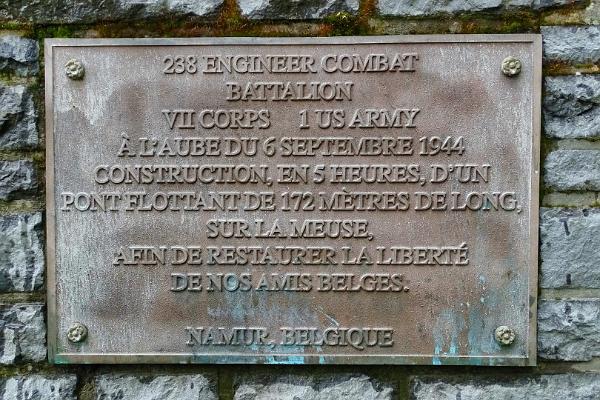 238 ENGINEER COMBAT
BATTALION
VII CORPS 1 US ARMY
À L'AUBE DU 6 SEPTEMBRE 1944
CONSTRUCTION, EN 5 HEURES, D'UN
PONT FLOTTANT DE 172 MÈTRES DE LONG,
SUR LA MEUSE,
AFIN DE RESTAURER LA LIBERTÉ
DE NOS AMIS BELGES.
NAMUR, BELGIQUE